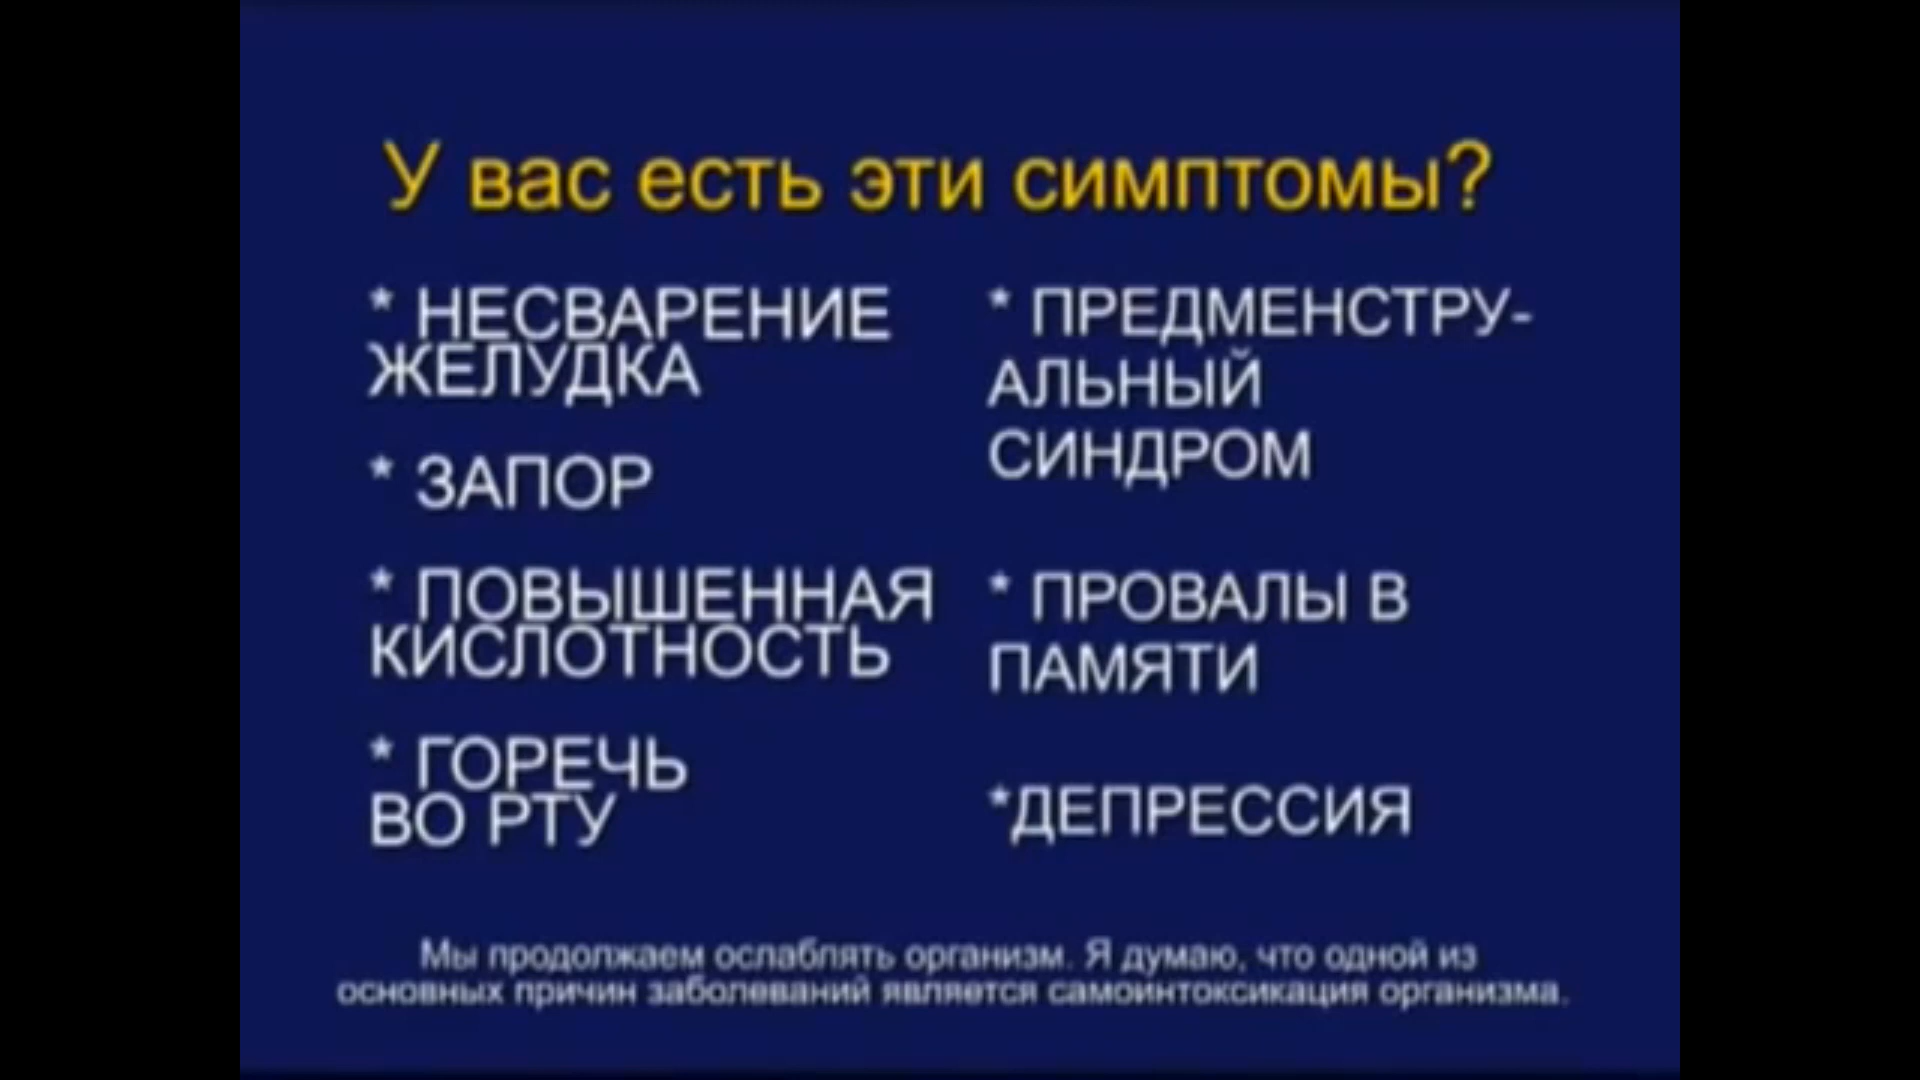 У вас есть эти симптомы?
* НЕСВАРЕНИЕ
ЖЕЛУДКА
* ЗАПОР
* ПОВЫШЕННАЯ
КИСЛОТНОСТЬ
* ГОРЕЧЬ
ВО РТУ
* ПРЕДМЕНСТРУ-
АЛЬНЫЙ
СИНДРОМ
* ПРОВАЛЫ В
ПАМЯТИ
*ДЕПРЕССИЯ
Мы продолжаем ослаблять организм. Я думаю, что одной из
основных причин заболеваний является самоинтоксикация организма.